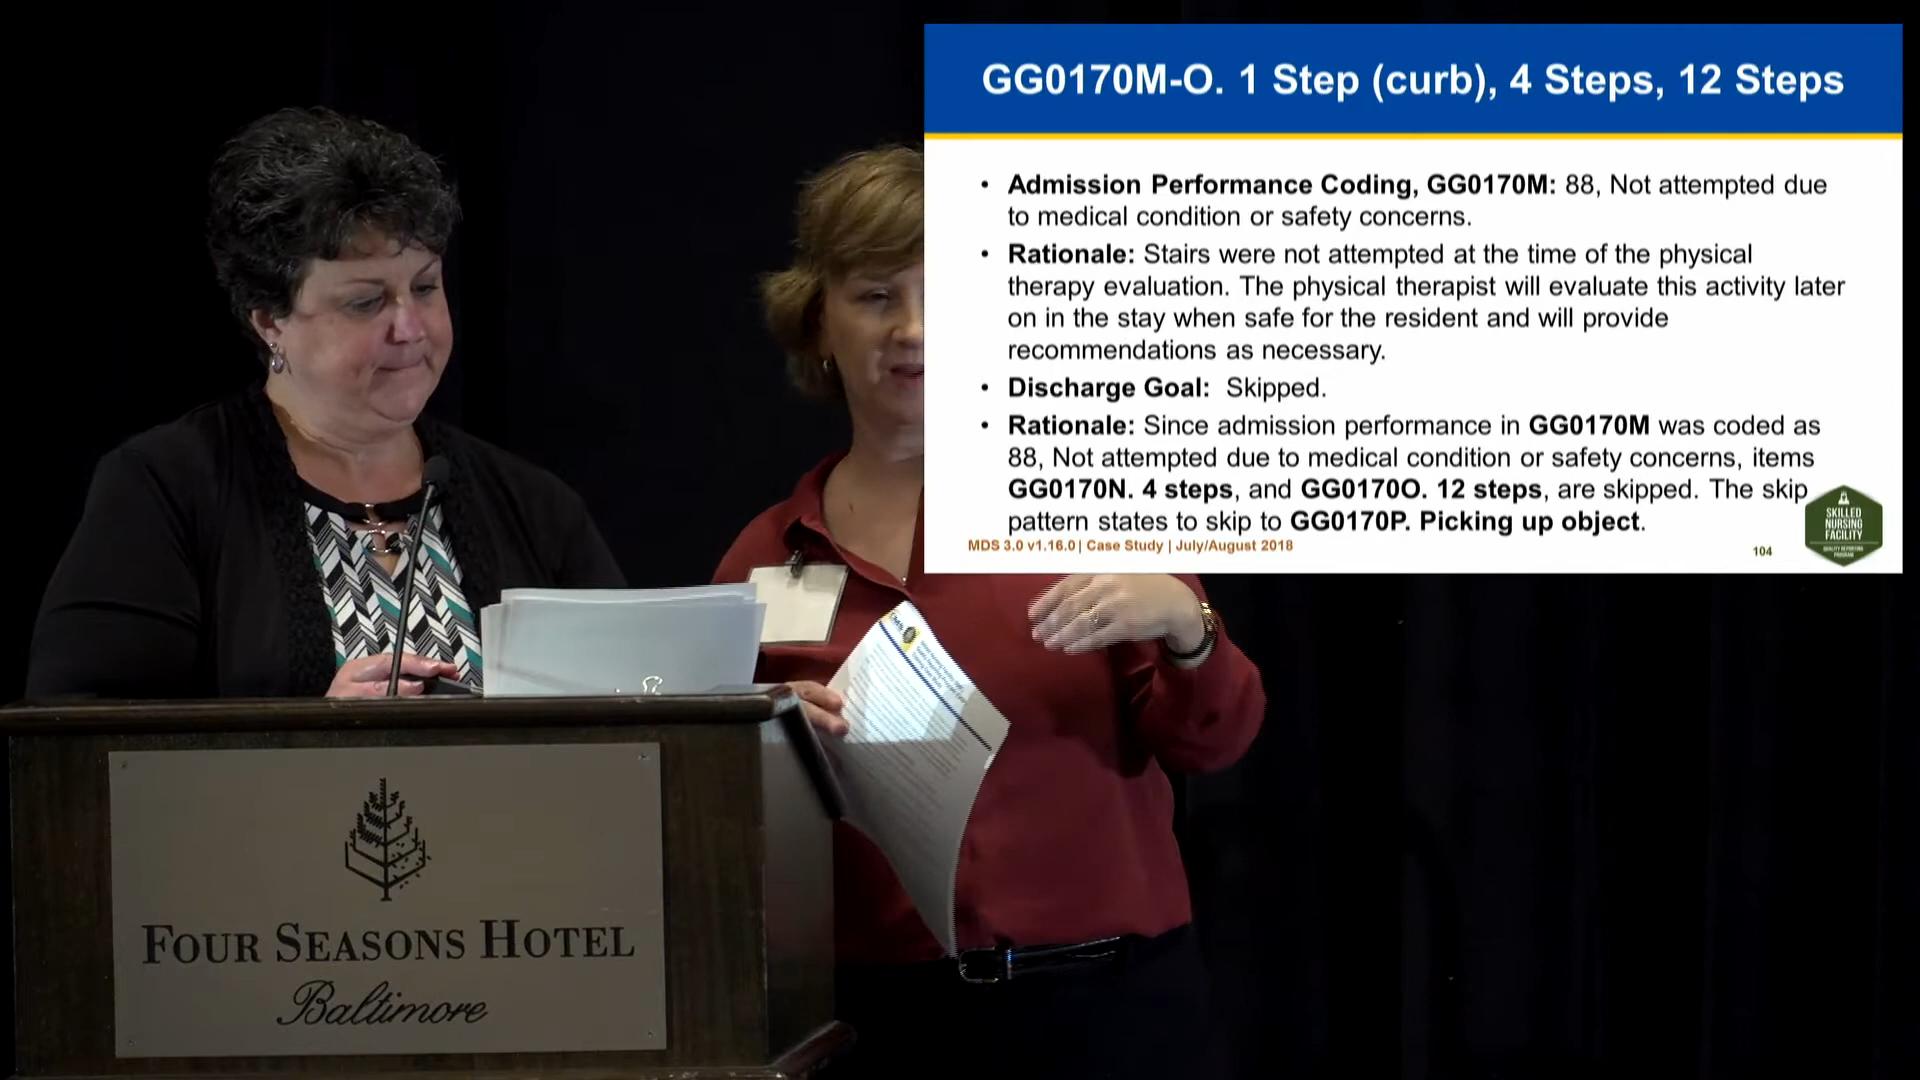 GG0170M-O. 1 Step (curb), 4 Steps, 12 Steps
• Admission Performance Coding, GG0170M: 88, Not attempted due
to medical condition or safety concerns.
• Rationale: Stairs were not attempted at the time of the physical
therapy evaluation. The physical therapist will evaluate this activity later
on in the stay when safe for the resident and will provide
recommendations as necessary.
• Discharge Goal: Skipped.
• Rationale: Since admission performance in GG0170M was coded as
88, Not attempted due to medical condition or safety concerns, items
GG0170N. 4 steps, and GG0170O. 12 steps, are skipped. The skip
pattern states to skip to GG0170P. Picking up object.
MDS 3.0 v1.16.0 | Case Study | July/August 2018
104
SKILLED
NURSING
FACILITY
QUALITY REPORTING
PROGRAM
FOUR SEASONS HOTEL
Baltimore